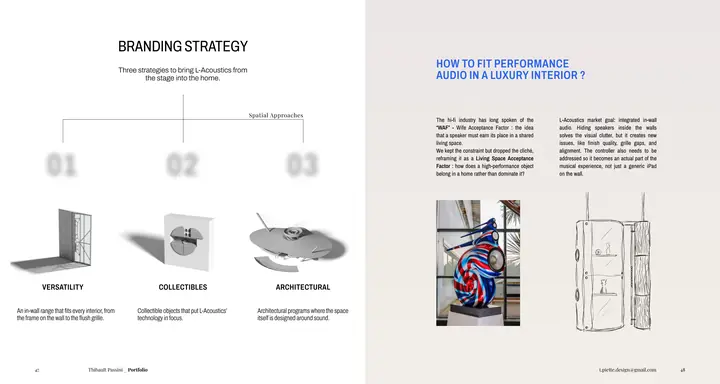 BRANDING STRATEGY
Three strategies to bring L-Acoustics from
the stage into the home.
Spatial Approaches
01
02
03
VERSATILITY
An in-wall range that fits every interior, from
the frame on the wall to the flush grille.
COLLECTIBLES
Collectible objects that put L-Acoustics'
technology in focus.
ARCHITECTURAL
Architectural programs where the space
itself is designed around sound.
47
Thibault Passini | Portfolio
HOW TO FIT PERFORMANCE
AUDIO IN A LUXURY INTERIOR ?
The hi-fi industry has long spoken of the
"WAF" - Wife Acceptance Factor : the idea
that a speaker must earn its place in a shared
living space.
We kept the constraint but dropped the cliché,
reframing it as a Living Space Acceptance
Factor : how does a high-performance object
belong in a home rather than dominate it?
L-Acoustics market goal: integrated in-wall
audio. Hiding speakers inside the walls
solves the visual clutter, but it creates new
issues, like finish quality, grille gaps, and
alignment. The controller also needs to be
addressed so it becomes an actual part of the
musical experience, not just a generic iPad
on the wall.
t.piette.design@gmail.com
48